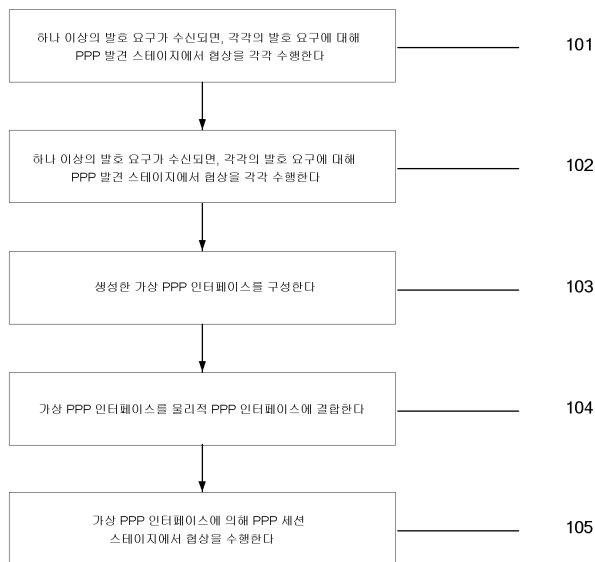 하나 이상의 발호 요구가 수신되면, 각각의 발호 요구에 대해
PPP 발견 스테이지에서 협상을 각각 수행한다
101
하나 이상의 발호 요구가 수신되면, 각각의 발호 요구에 대해
PPP 발견 스테이지에서 협상을 각각 수행한다
102
생성한 가상 PPP 인터페이스를 구성한다
103
가상 PPP 인터페이스를 물리적 PPP 인터페이스에 결합한다
104
가상 PPP 인터페이스에 의해 PPP 세션
스테이지에서 협상을 수행한다
105